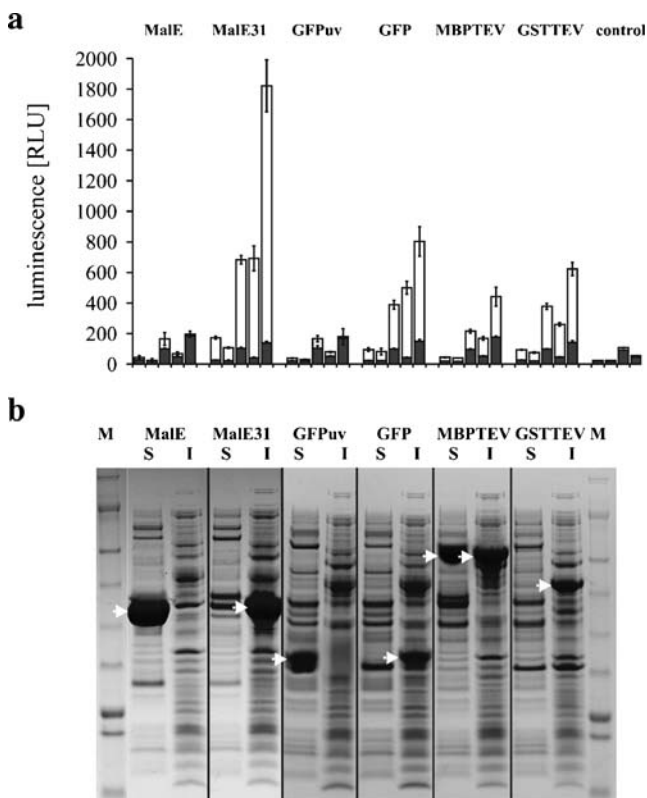 a
MalE MalE31 GFPuv GFP MBPTEV GSTTEV control
luminescence [RLU]
2000
1800
1600
1400
1200
1000
800
600
400
200
0
b
M MalE MalE31 GFPuv GFP MBPTEV GSTTEV M
S I S I S I S I S I S I